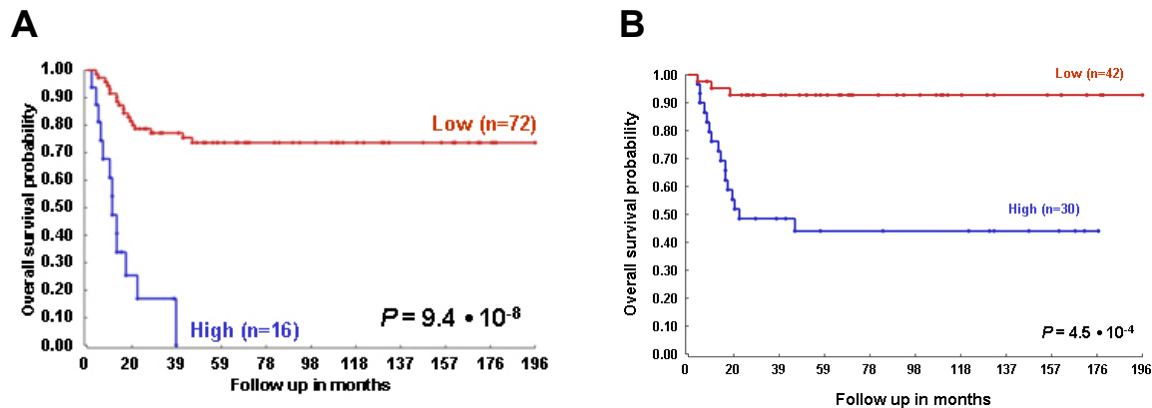 A
Overall survival probability
1.00
0.90
0.80
0.70
0.60
0.50
0.40
0.30
0.20
0.10
0.00
Low (n=72)
High (n=16)
P = 9.4 • 10-8
0 20 39 59 78 98 118 137 157 176 196
Follow up in months
B
Overall survival probability
1.00
0.90
0.80
0.70
0.60
0.50
0.40
0.30
0.20
0.10
0.00
Low (n=42)
High (n=30)
P = 4.5 • 10-4
0 20 39 59 78 98 118 137 157 176 196
Follow up in months